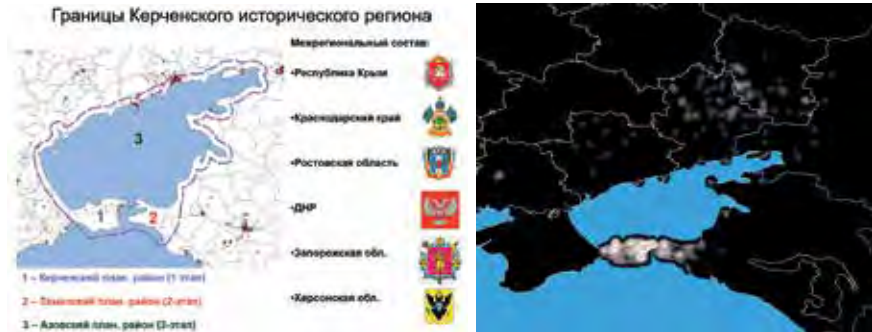 Границы Керченского исторического региона
Межрегиональный состав:
•Республика Крым
•Краснодарский край
•Ростовская область
•ДНР
•Запорожская обл.
•Херсонская обл.
3
1
2
1 – Керченский план. район (1 этап)
2 – Таманский план. район (2-этап)
3 – Азовский план. район (3-этап)